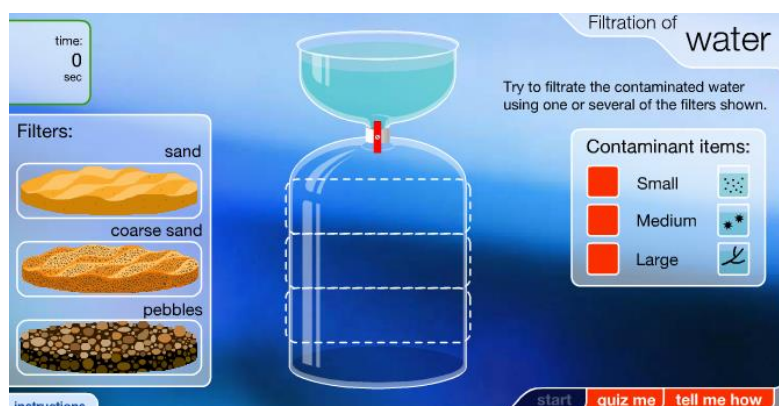 time:
0
sec
Filtration of
water
Try to filtrate the contaminated water
using one or several of the filters shown.
Filters:
sand
coarse sand
pebbles
Contaminant items:
Small
Medium
Large
instructions
start
quiz me
tell me how